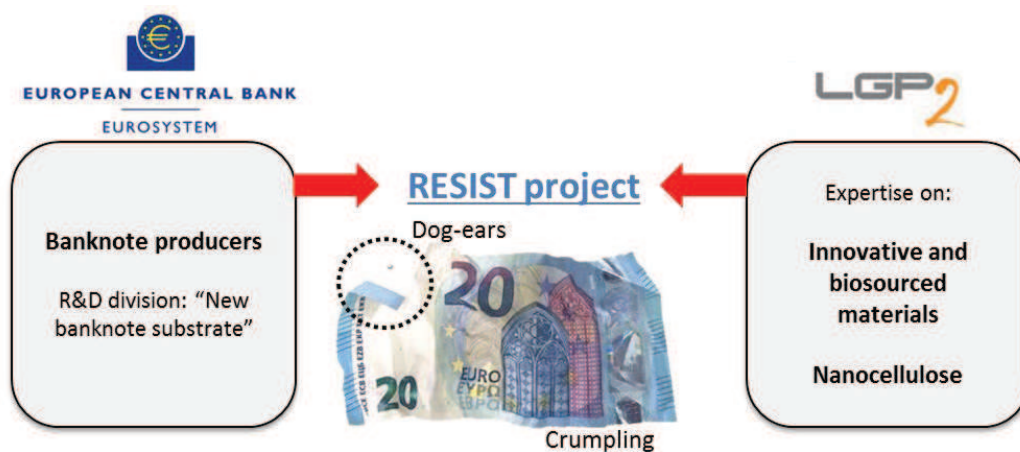 EUROPEAN CENTRAL BANK
EUROSYSTEM
LGP2
Banknote producers
R&D division: “New
banknote substrate”
RESIST project
Dog-ears
20
20
EURO
ΕΥΡΩ
Crumpling
Expertise on:
Innovative and
biosourced
materials
Nanocellulose